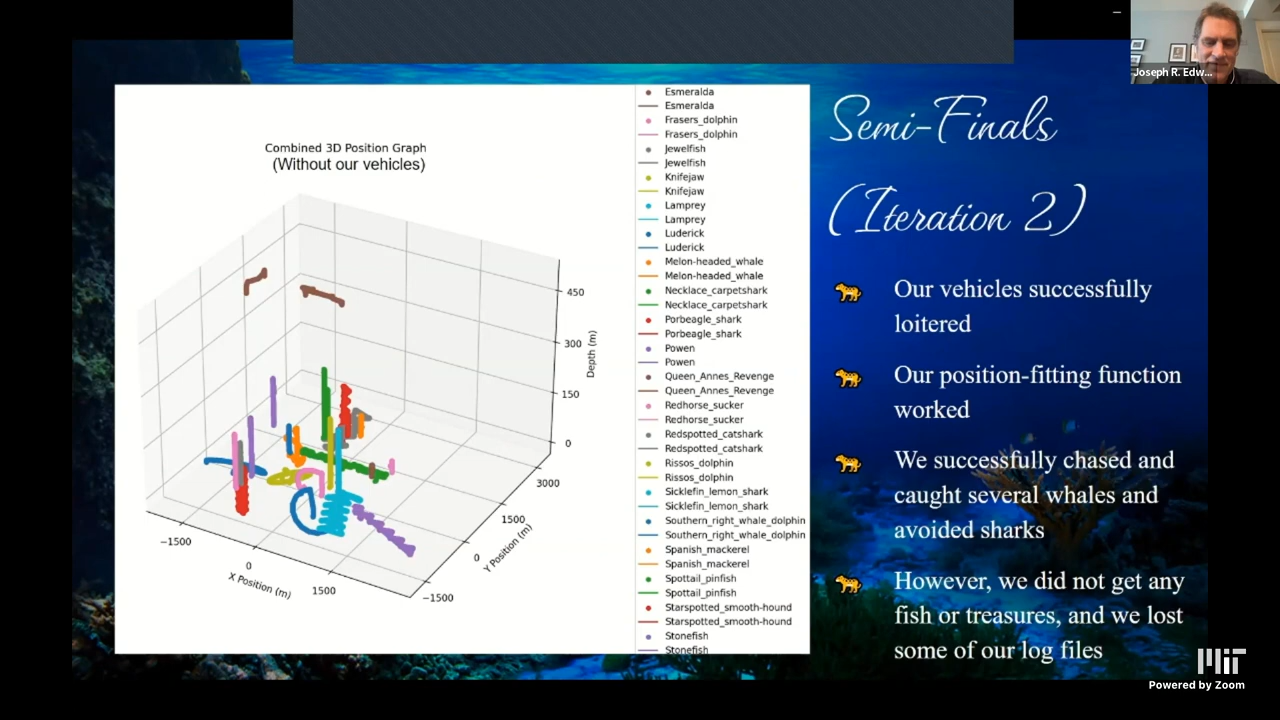 Joseph R. Edw...
Semi-Finals
(Iteration 2)
Our vehicles successfully
loitered
Our position-fitting function
worked
We successfully chased and
caught several whales and
avoided sharks
However, we did not get any
fish or treasures, and we lost
some of our log files
Combined 3D Position Graph
(Without our vehicles)
450
300
150
0
Depth (m)
3000
1500
0
−1500
Y Position (m)
−1500
0
1500
X Position (m)
Esmeralda
Esmeralda
Frasers_dolphin
Frasers_dolphin
Jewelfish
Jewelfish
Knifejaw
Knifejaw
Lamprey
Lamprey
Luderick
Luderick
Melon-headed_whale
Melon-headed_whale
Necklace_carpetshark
Necklace_carpetshark
Porbeagle_shark
Porbeagle_shark
Powen
Powen
Queen_Annes_Revenge
Queen_Annes_Revenge
Redhorse_sucker
Redhorse_sucker
Redspotted_catshark
Redspotted_catshark
Rissos_dolphin
Rissos_dolphin
Sicklefin_lemon_shark
Sicklefin_lemon_shark
Southern_right_whale_dolphin
Southern_right_whale_dolphin
Spanish_mackerel
Spanish_mackerel
Spottail_pinfish
Spottail_pinfish
Starspotted_smooth-hound
Starspotted_smooth-hound
Stonefish
Stonefish
MIT
Powered by Zoom